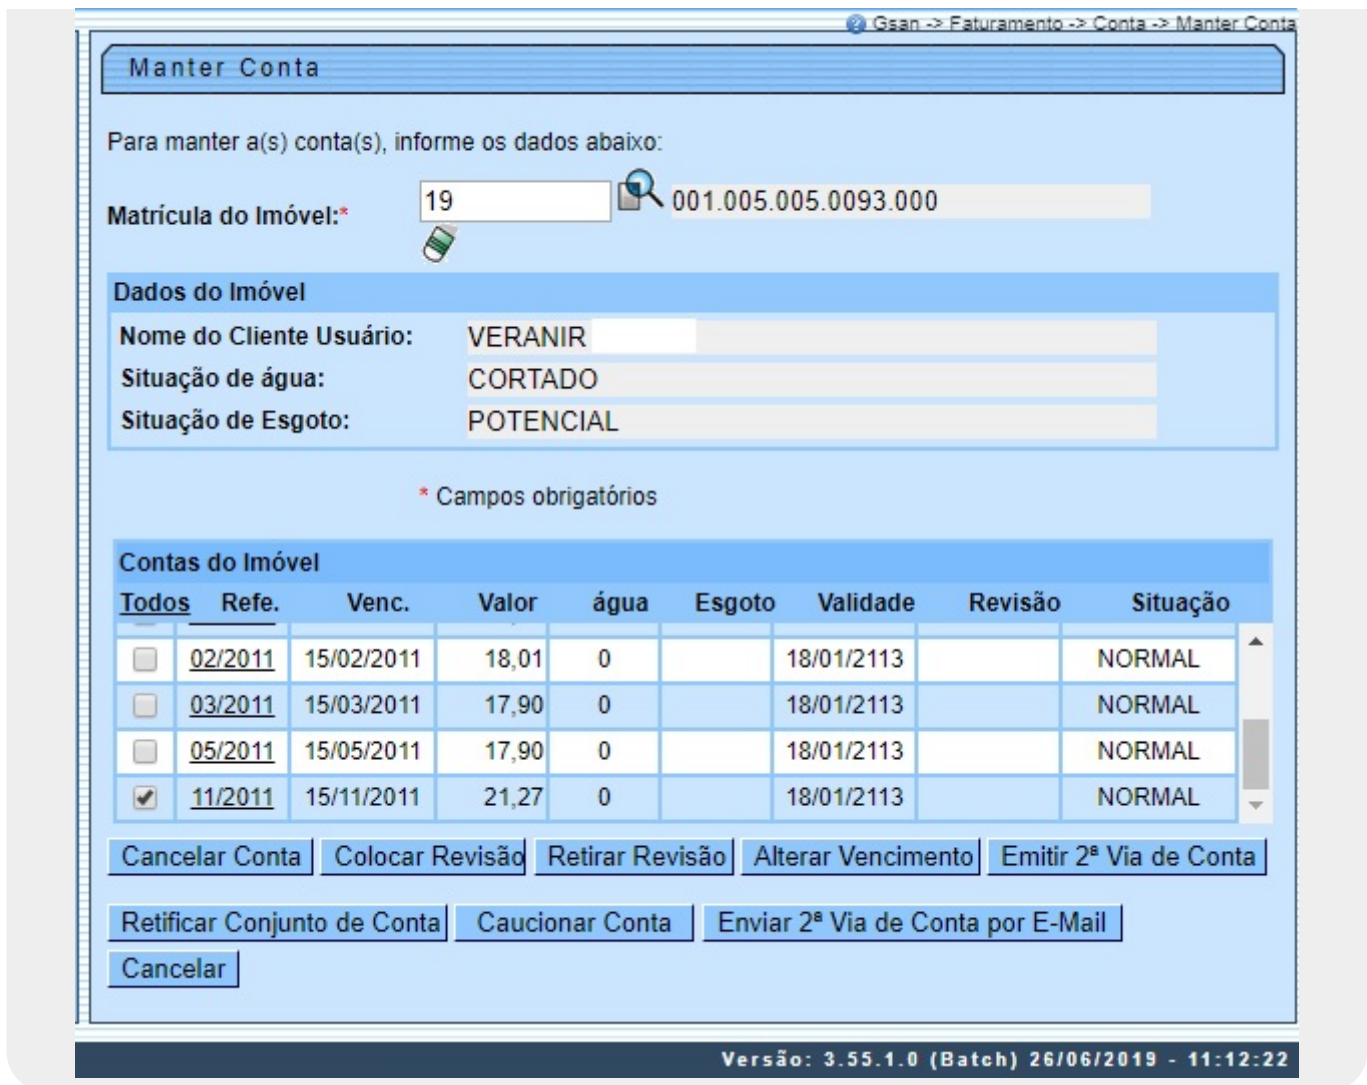 Gsan -> Faturamento -> Conta -> Manter Conta
Manter Conta
Para manter a(s) conta(s), informe os dados abaixo:
Matrícula do Imóvel:* 19 001.005.005.0093.000
Dados do Imóvel
Nome do Cliente Usuário: VERANIR
Situação de água: CORTADO
Situação de Esgoto: POTENCIAL
* Campos obrigatórios
Contas do Imóvel
Todos Refe. Venc. Valor água Esgoto Validade Revisão Situação
02/2011 15/02/2011 18,01 0 18/01/2113 NORMAL
03/2011 15/03/2011 17,90 0 18/01/2113 NORMAL
05/2011 15/05/2011 17,90 0 18/01/2113 NORMAL
11/2011 15/11/2011 21,27 0 18/01/2113 NORMAL
Cancelar Conta Colocar Revisão Retirar Revisão Alterar Vencimento Emitir 2ª Via de Conta
Retificar Conjunto de Conta Caucionar Conta Enviar 2ª Via de Conta por E-Mail
Cancelar
Versão: 3.55.1.0 (Batch) 26/06/2019 - 11:12:22